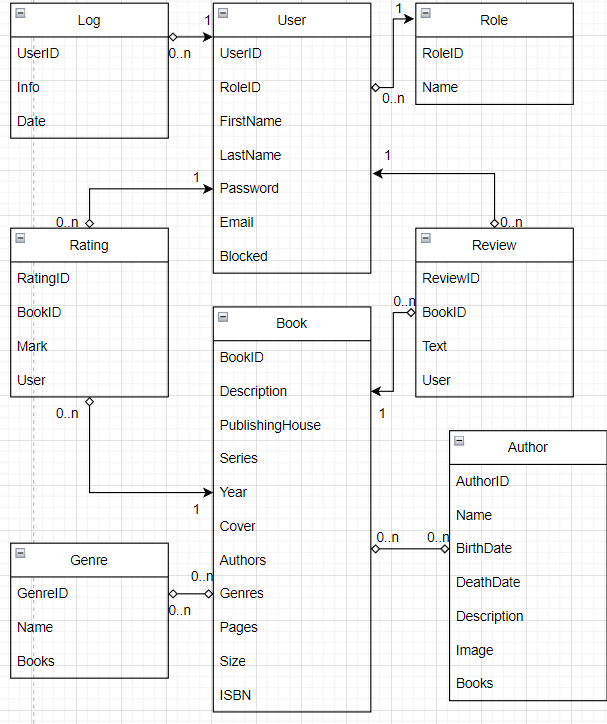 Log
UserID
Info
Date
0..n
1
User
UserID
RoleID
FirstName
LastName
Password
Email
Blocked
0..n
1
Role
RoleID
Name
1
0..n
Rating
RatingID
BookID
Mark
User
0..n
1
1
0..n
Review
ReviewID
BookID
Text
User
0..n
1
Book
BookID
Description
PublishingHouse
Series
Year
Cover
Authors
Genres
Pages
Size
ISBN
0..n
0..n
Author
AuthorID
Name
BirthDate
DeathDate
Description
Image
Books
Genre
GenreID
Name
Books
0..n
0..n